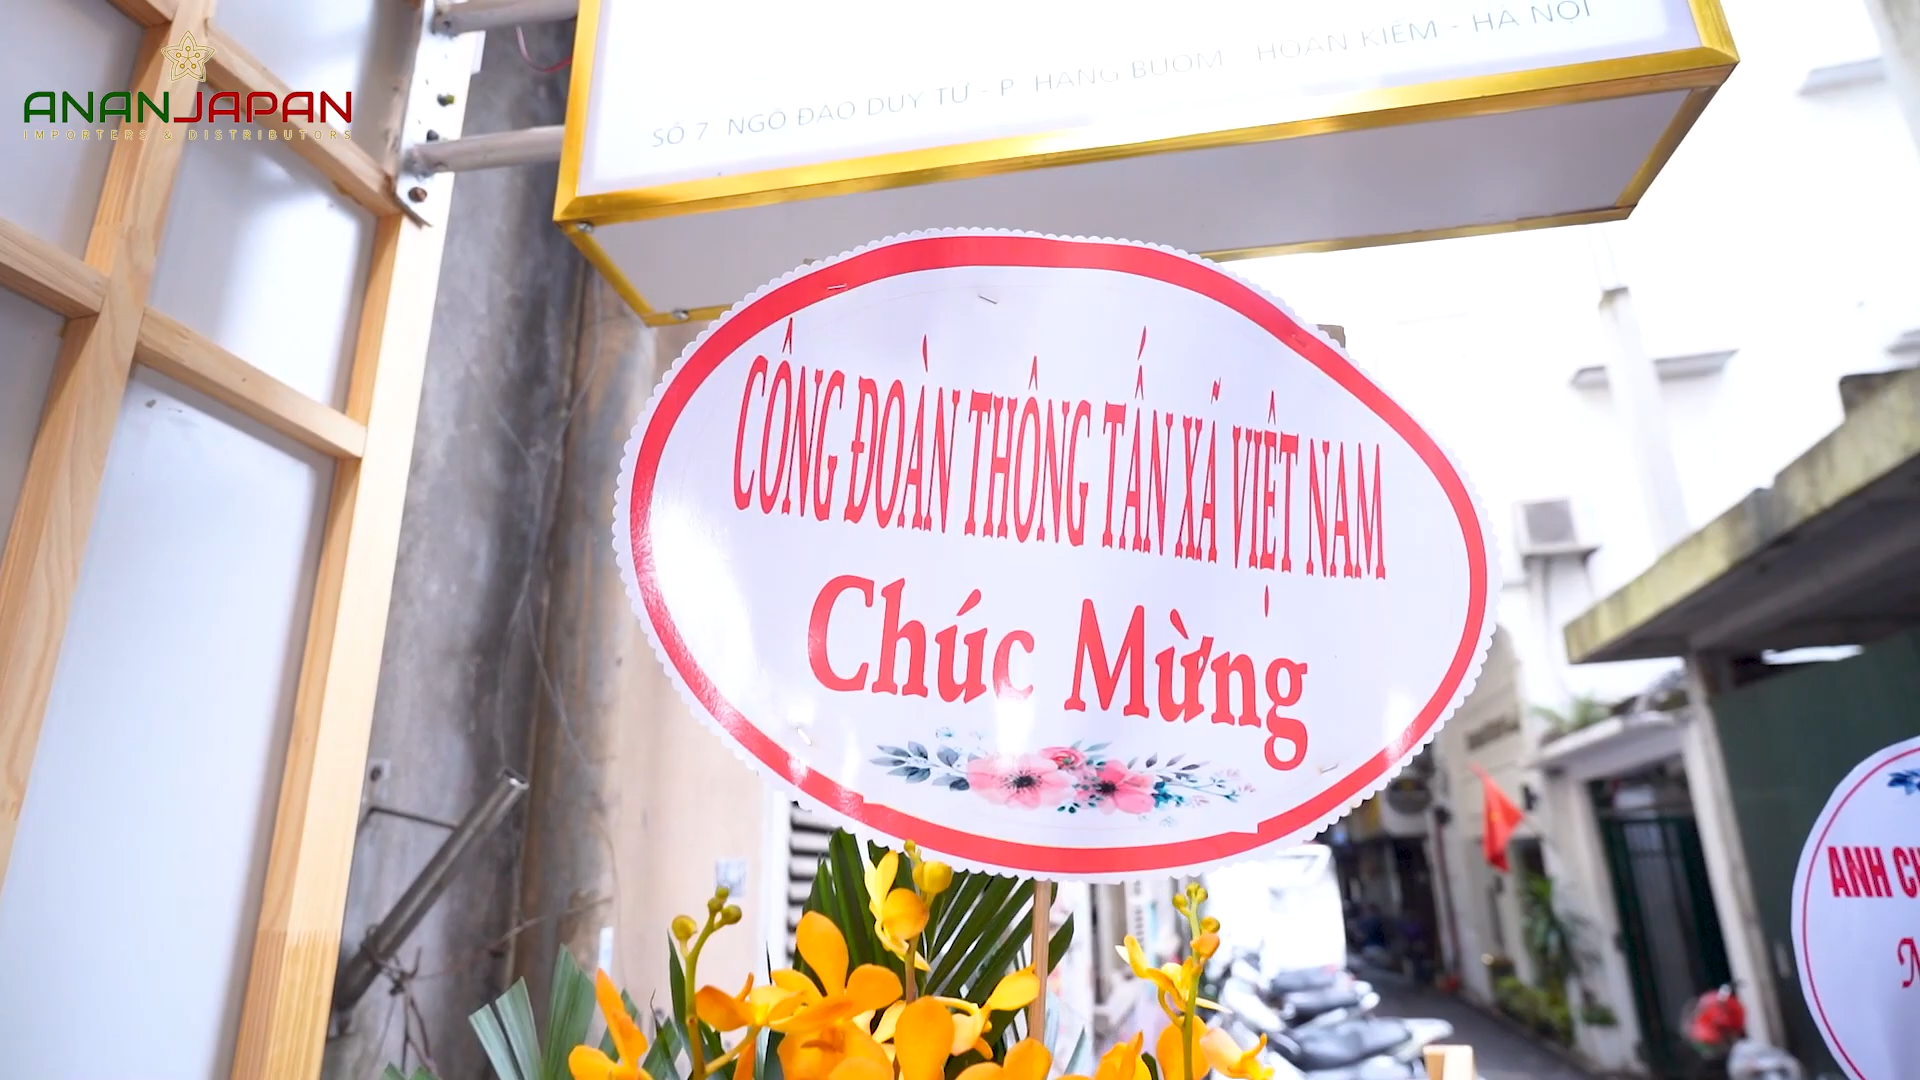 ANANJAPAN
IMPORTERS & DISTRIBUTORS
SỐ 7 NGÕ ĐÀO DUY TỪ - P HÀNG BUỒM HOÀN KIẾM - HÀ NỘI
CÔNG ĐOÀN THÔNG TẤN XÃ VIỆT NAM
Chúc Mừng
ANH